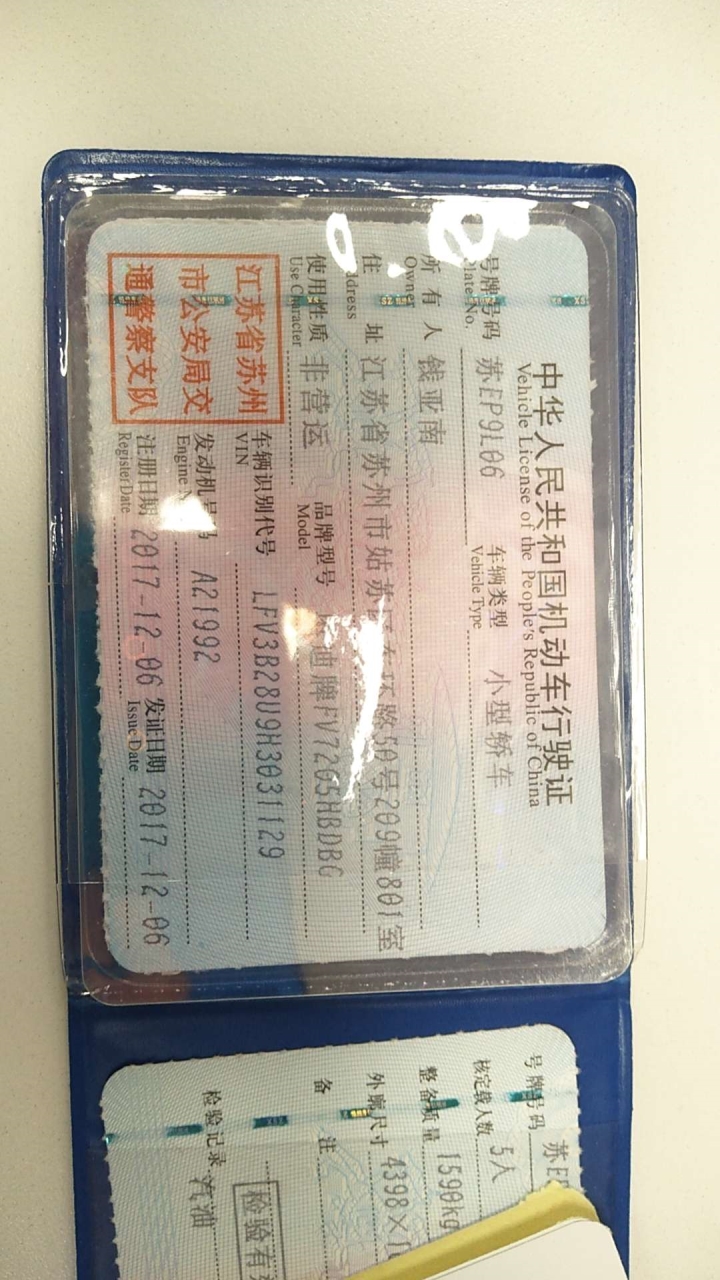 中华人民共和国机动车行驶证
Vehicle License of the People's Republic of China
号牌号码 苏EP9L06 车辆类型 小型轿车
Plate No. Vehicle Type
所有人 钱亚南
Owner
住址 江苏省苏州市姑苏 环路50号209幢801室
Address
使用性质 非营运 品牌型号 迪牌FV7205HBDBG
Use Character Model
江苏省苏州
市公安局交
通警察支队
车辆识别代号 LFV3B28U9H3031129
VIN
发动机号码 A21992
Engine
注册日期 2017-12-06 发证日期 2017-12-06
Register Date Issue Date
号牌号码 苏E
核定载人数 5人
整备质量 1590kg
外廓尺寸 4398×1
备注
检验有
检验记录 汽油